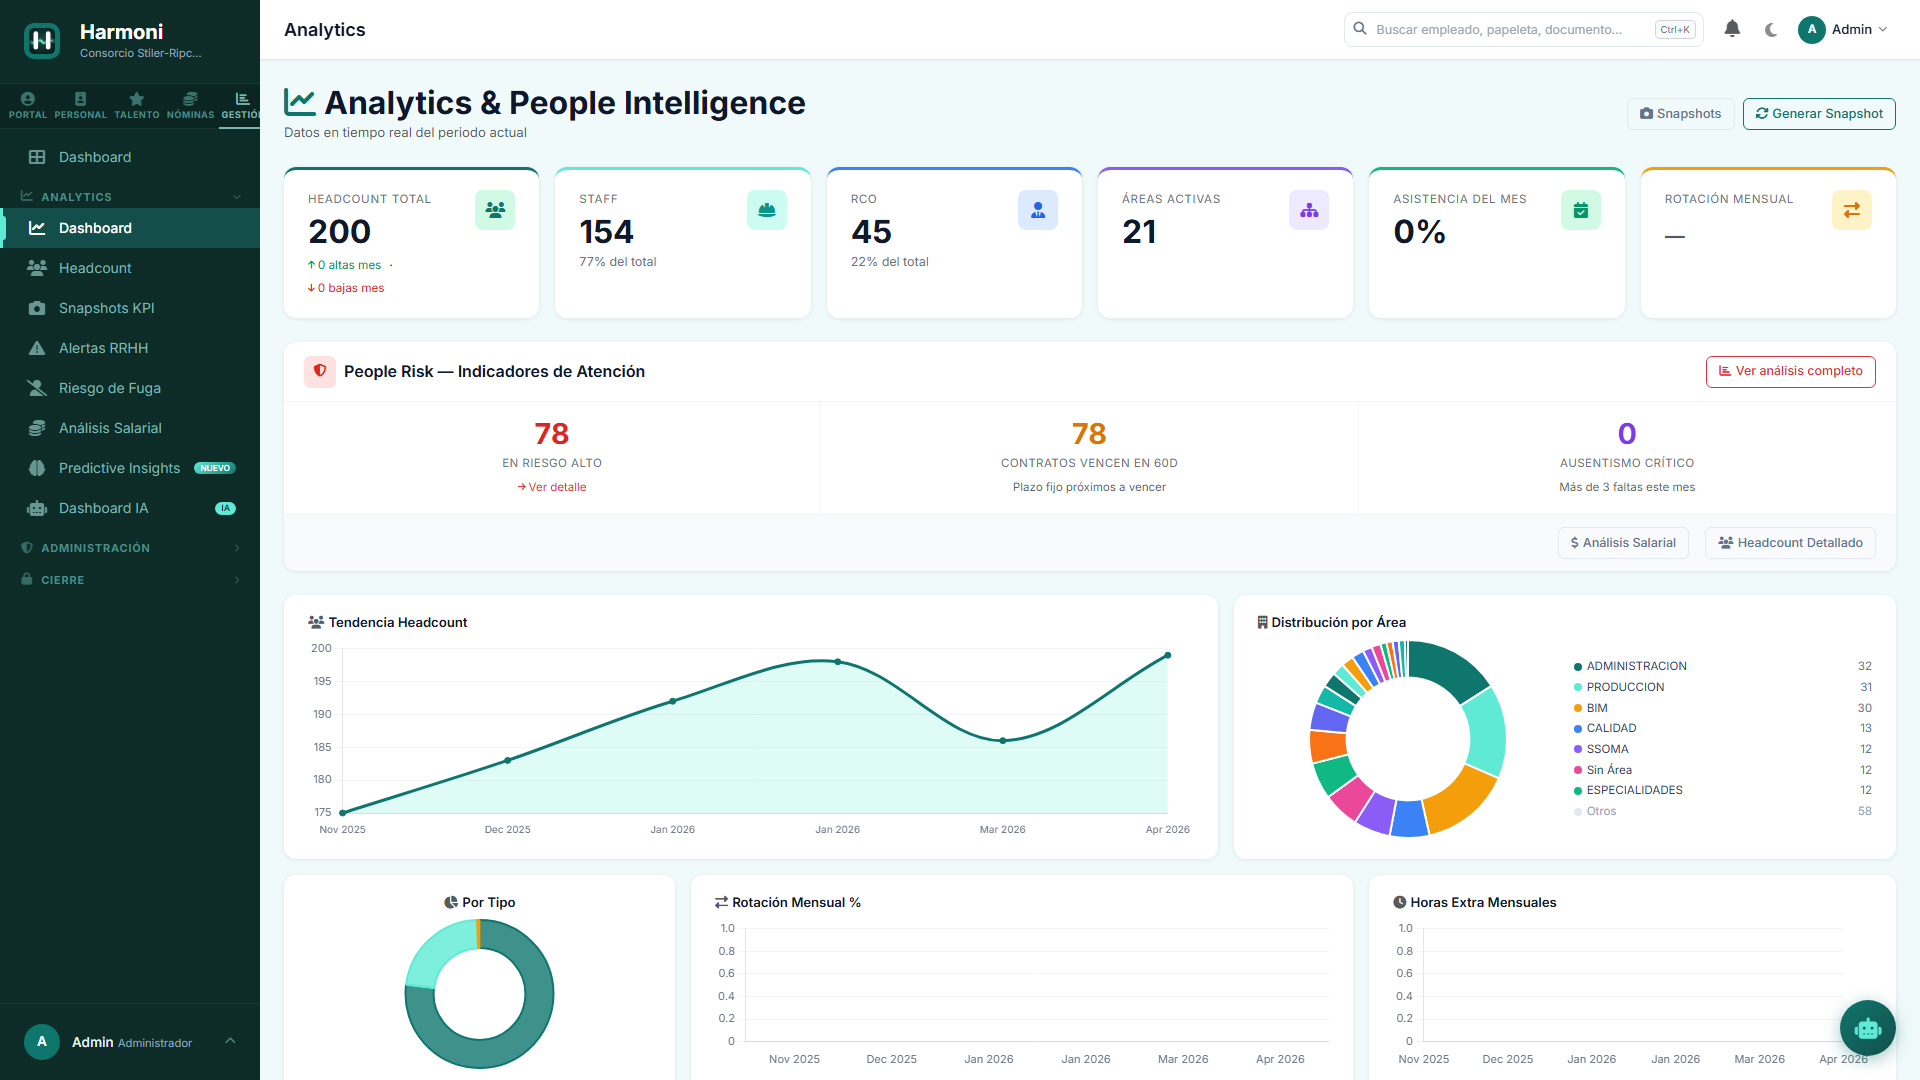 Harmoni
Consorcio Stiler-Ripc...
PORTAL
PERSONAL
TALENTO
NÓMINAS
GESTIÓN
Dashboard
ANALYTICS
Dashboard
Headcount
Snapshots KPI
Alertas RRHH
Riesgo de Fuga
Análisis Salarial
Predictive Insights NUEVO
Dashboard IA IA
ADMINISTRACIÓN
CIERRE
A Admin Administrador
Analytics
Buscar empleado, papeleta, documento... Ctrl+K
A Admin
Analytics & People Intelligence
Datos en tiempo real del periodo actual
Snapshots
Generar Snapshot
HEADCOUNT TOTAL
200
↑ 0 altas mes ·
↓ 0 bajas mes
STAFF
154
77% del total
RCO
45
22% del total
ÁREAS ACTIVAS
21
ASISTENCIA DEL MES
0%
ROTACIÓN MENSUAL
—
People Risk — Indicadores de Atención
Ver análisis completo
78
EN RIESGO ALTO
→ Ver detalle
78
CONTRATOS VENCEN EN 60D
Plazo fijo próximos a vencer
0
AUSENTISMO CRÍTICO
Más de 3 faltas este mes
$ Análisis Salarial
Headcount Detallado
Tendencia Headcount
200
195
190
185
180
175
Nov 2025 Dec 2025 Jan 2026 Jan 2026 Mar 2026 Apr 2026
Distribución por Área
ADMINISTRACION 32
PRODUCCION 31
BIM 30
CALIDAD 13
SSOMA 12
Sin Área 12
ESPECIALIDADES 12
Otros 58
Por Tipo
Rotación Mensual %
1.0
0.8
0.6
0.4
0.2
0
Nov 2025 Dec 2025 Jan 2026 Jan 2026 Mar 2026 Apr 2026
Horas Extra Mensuales
1.0
0.8
0.6
0.4
0.2
0
Nov 2025 Dec 2025 Jan 2026 Jan 2026 Mar 2026 Apr 2026